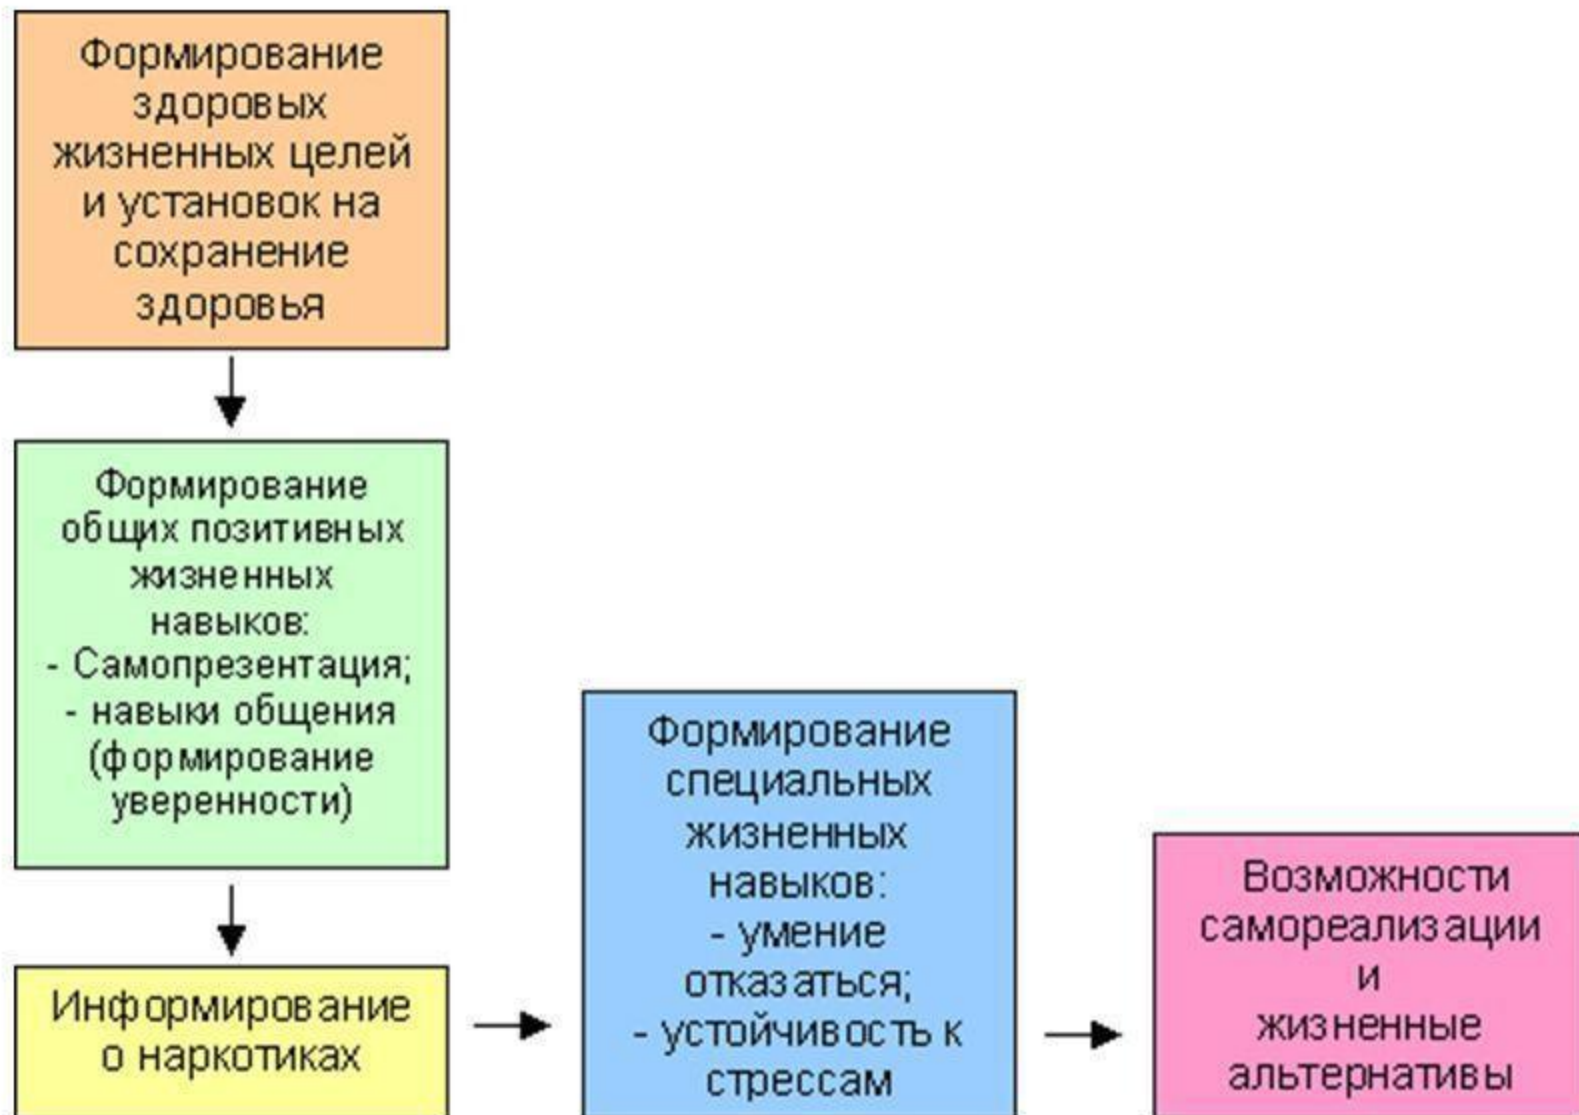 Формирование
здоровых
жизненных целей
и установок на
сохранение
здоровья
Формирование
общих позитивных
жизненных
навыков:
- Самопрезентация;
- навыки общения
(формирование
уверенности)
Информирование
о наркотиках
Формирование
специальных
жизненных
навыков:
- умение
отказаться;
- устойчивость к
стрессам
Возможности
самореализации
и
жизненные
альтернативы